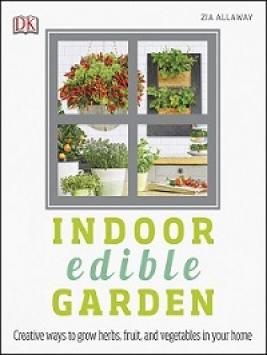 DK
ZIA ALLAWAY
INDOOR
edible
GARDEN
Creative ways to grow herbs, fruit, and vegetables in your home